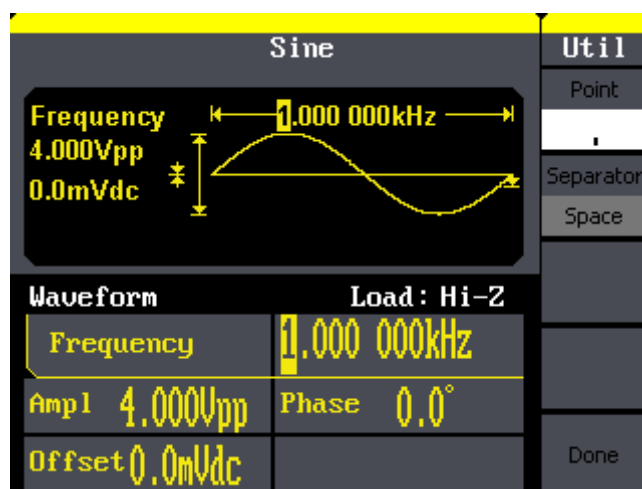 Sine
Util
Point
.
Separator
Space
Done
Frequency
1.000 000kHz
4.000Vpp
0.0mVdc
Waveform
Load: Hi-Z
Frequency
1.000 000kHz
Ampl 4.000Vpp
Phase 0.0°
Offset 0.0mVdc